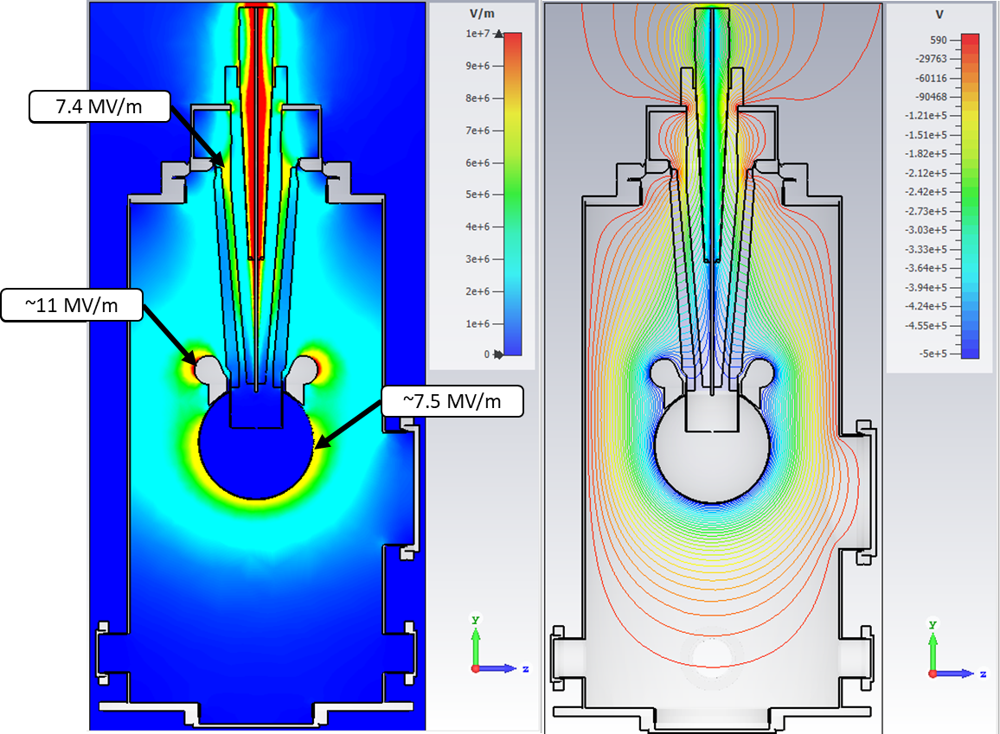 V/m
1e+7
9e+6
8e+6
7e+6
6e+6
5e+6
4e+6
3e+6
2e+6
1e+6
0
7.4 MV/m
~11 MV/m
~7.5 MV/m
y
z
V
590
-29763
-60116
-90468
-1.21e+5
-1.51e+5
-1.82e+5
-2.12e+5
-2.42e+5
-2.73e+5
-3.03e+5
-3.33e+5
-3.64e+5
-3.94e+5
-4.24e+5
-4.55e+5
-5e+5
y
z